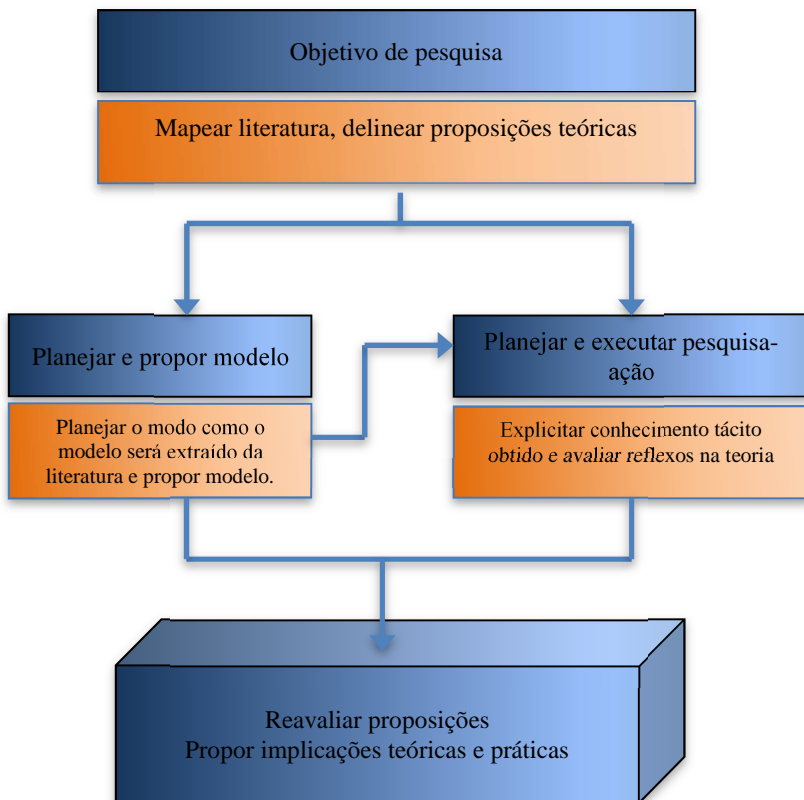 Objetivo de pesquisa
Mapear literatura, delinear proposições teóricas
Planejar e propor modelo
Planejar o modo como o
modelo será extraído da
literatura e propor modelo.
Planejar e executar pesquisa-
ação
Explicitar conhecimento tácito
obtido e avaliar reflexos na teoria
Reavaliar proposições
Propor implicações teóricas e práticas